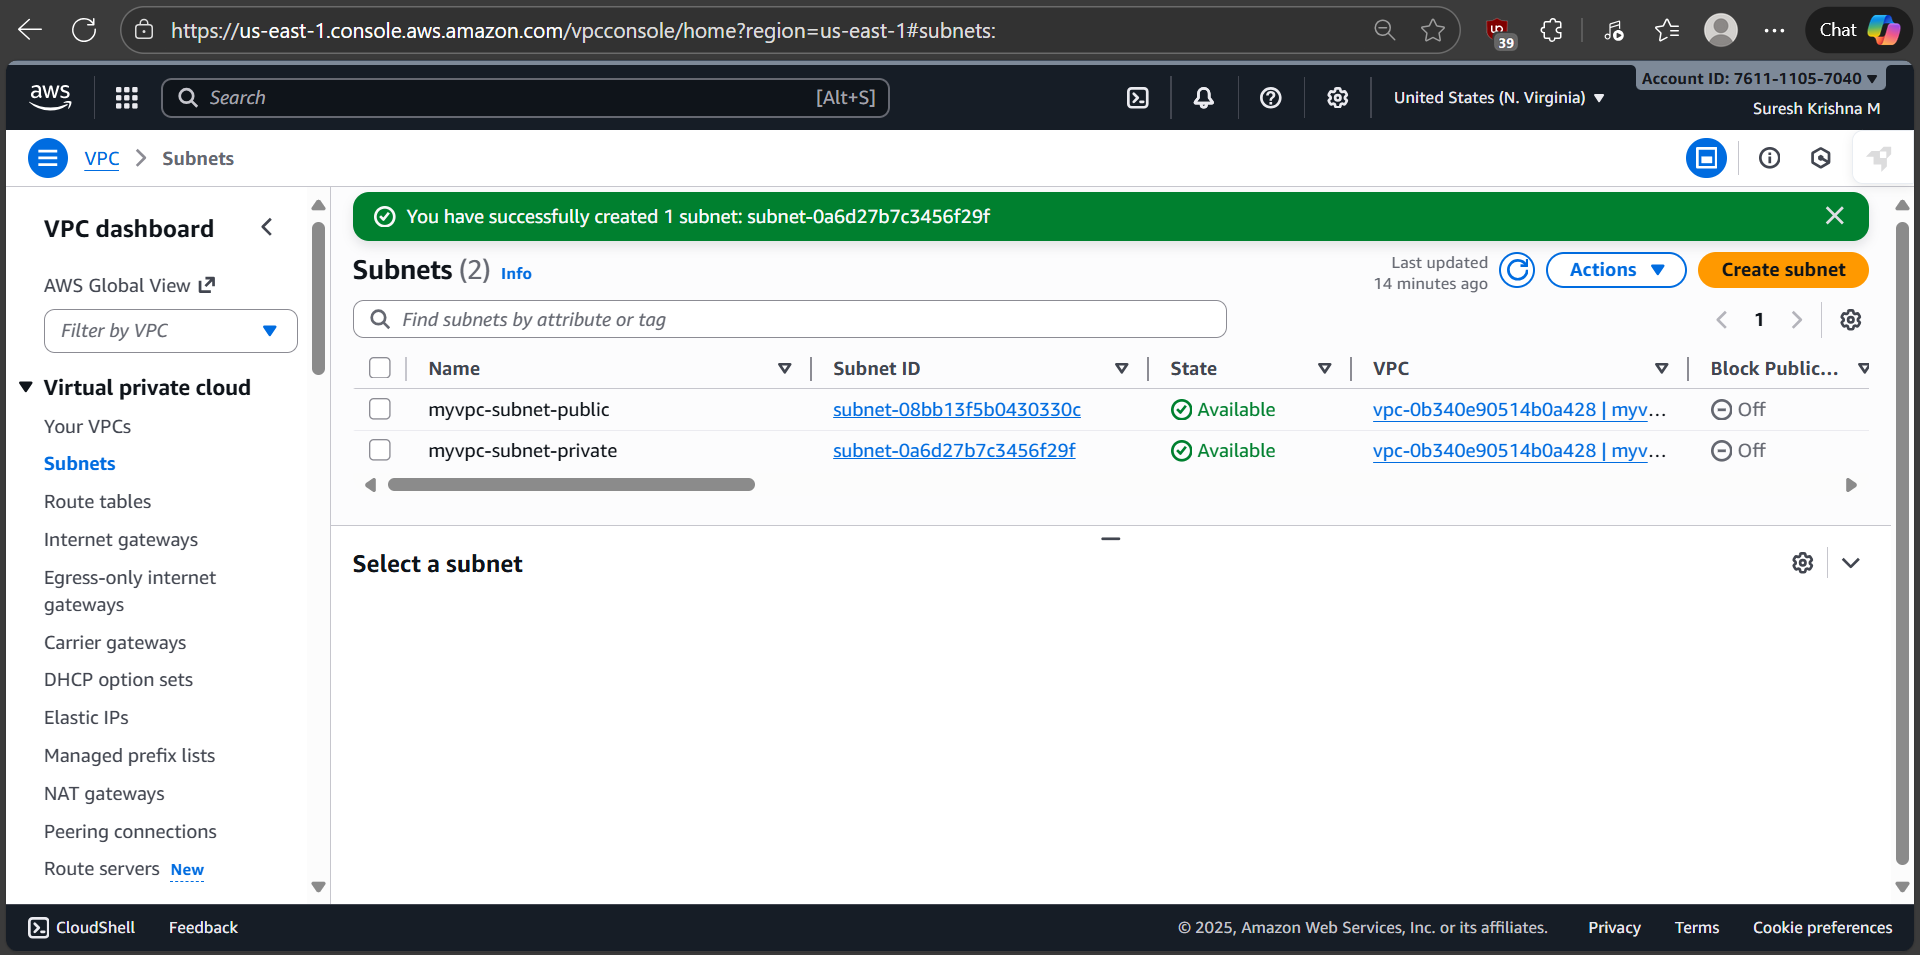 https://us-east-1.console.aws.amazon.com/vpcconsole/home?region=us-east-1#subnets:
39
Chat
aws
Search
[Alt+S]
United States (N. Virginia)
Account ID: 7611-1105-7040
Suresh Krishna M
VPC
Subnets
VPC dashboard
AWS Global View
Filter by VPC
Virtual private cloud
Your VPCs
Subnets
Route tables
Internet gateways
Egress-only internet
gateways
Carrier gateways
DHCP option sets
Elastic IPs
Managed prefix lists
NAT gateways
Peering connections
Route servers New
You have successfully created 1 subnet: subnet-0a6d27b7c3456f29f
Subnets (2) Info
Last updated
14 minutes ago
Actions
Create subnet
Find subnets by attribute or tag
1
Name Subnet ID State VPC Block Public...
myvpc-subnet-public subnet-08bb13f5b0430330c Available vpc-0b340e90514b0a428 | myv... Off
myvpc-subnet-private subnet-0a6d27b7c3456f29f Available vpc-0b340e90514b0a428 | myv... Off
Select a subnet
CloudShell
Feedback
© 2025, Amazon Web Services, Inc. or its affiliates.
Privacy
Terms
Cookie preferences